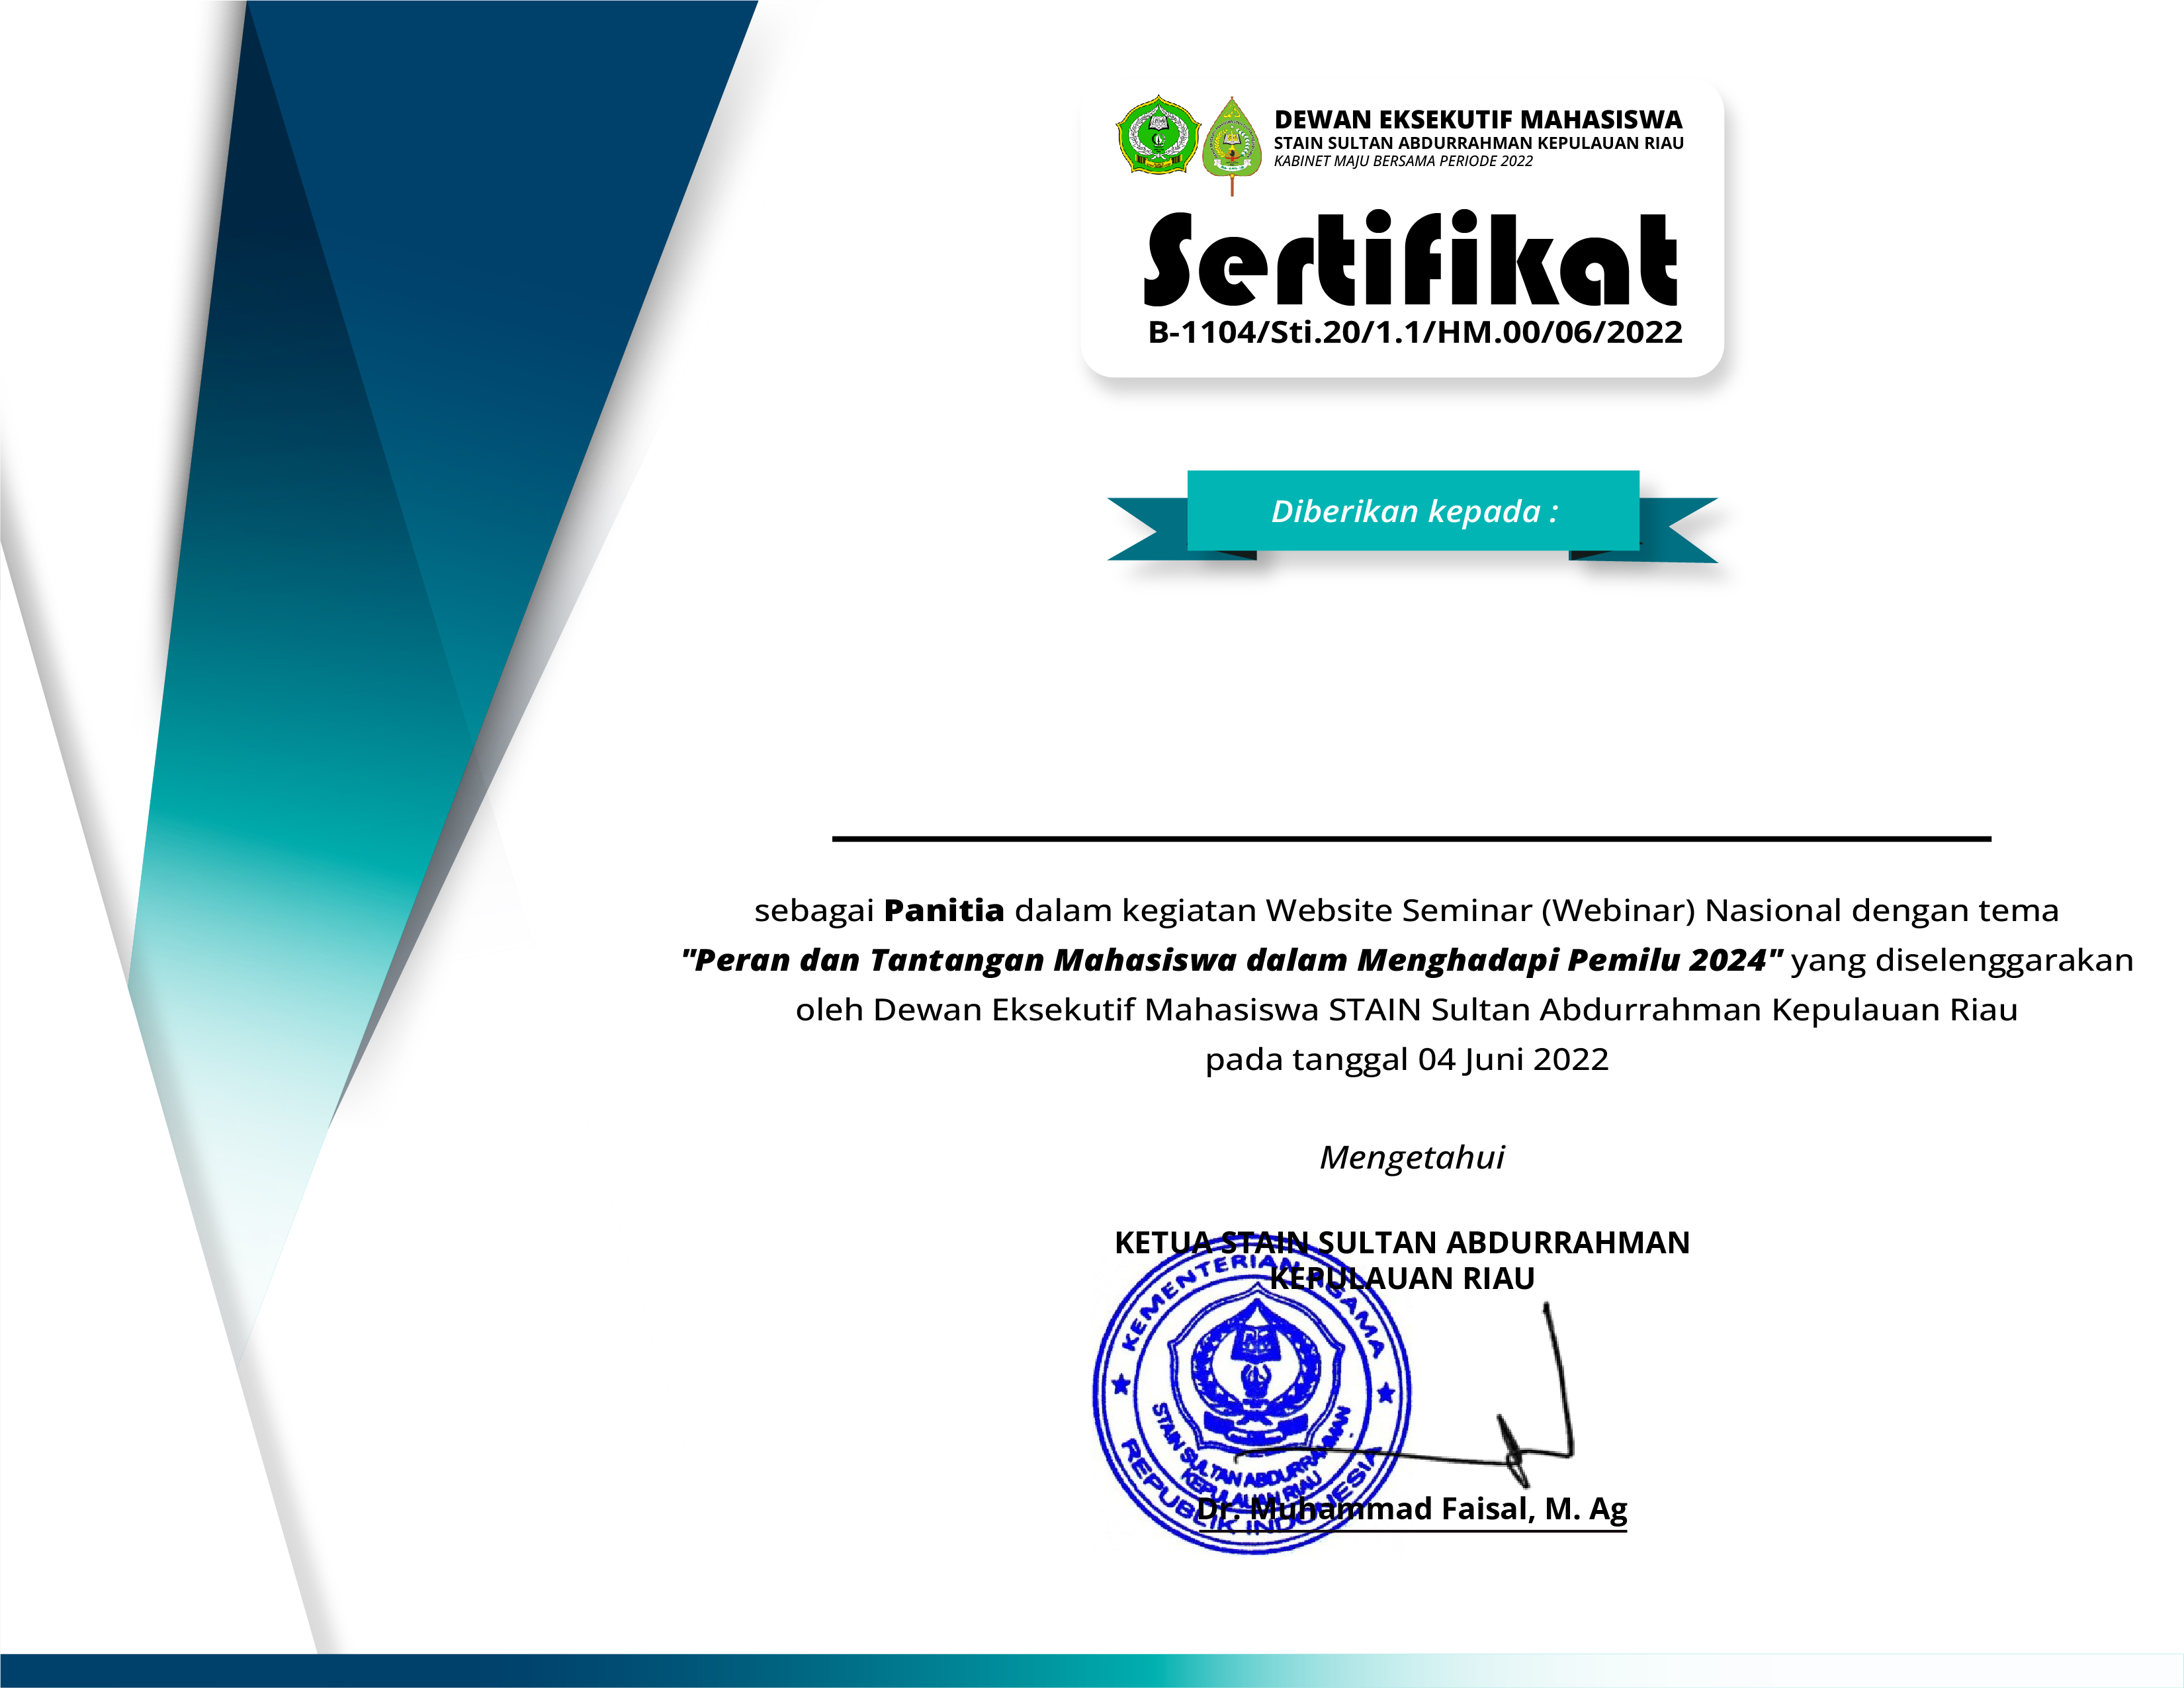 DEWAN EKSEKUTIF MAHASISWA
STAIN SULTAN ABDURRAHMAN KEPULAUAN RIAU
KABINET MAJU BERSAMA PERIODE 2022
Sertifikat
B-1104/Sti.20/1.1/HM.00/06/2022
Diberikan kepada :
sebagai Panitia dalam kegiatan Website Seminar (Webinar) Nasional dengan tema
"Peran dan Tantangan Mahasiswa dalam Menghadapi Pemilu 2024" yang diselenggarakan
oleh Dewan Eksekutif Mahasiswa STAIN Sultan Abdurrahman Kepulauan Riau
pada tanggal 04 Juni 2022
Mengetahui
KETUA STAIN SULTAN ABDURRAHMAN
KEPULAUAN RIAU
KEMENTERIAN AGAMA
STAIN SULTAN ABDURRAHMAN
KEPULAUAN RIAU
REPUBLIK INDONESIA
Dr. Muhammad Faisal, M. Ag